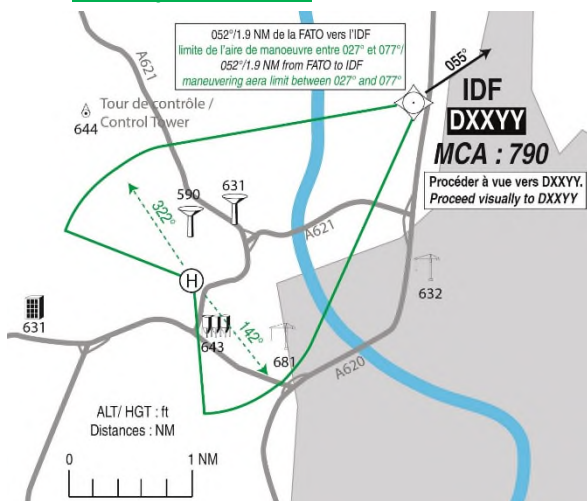 052°/1.9 NM de la FATO vers l'IDF
limite de l'aire de manoeuvre entre 027° et 077°/
052°/1.9 NM from FATO to IDF
maneuvering aera limit between 027° and 077°
055°
IDF
DXXYY
MCA : 790
Procéder à vue vers DXXYY.
Proceed visually to DXXYY
A621
Tour de contrôle /
Control Tower
644
590
631
322°
A621
H
632
631
643
142°
681
A620
ALT/ HGT : ft
Distances : NM
0
1 NM